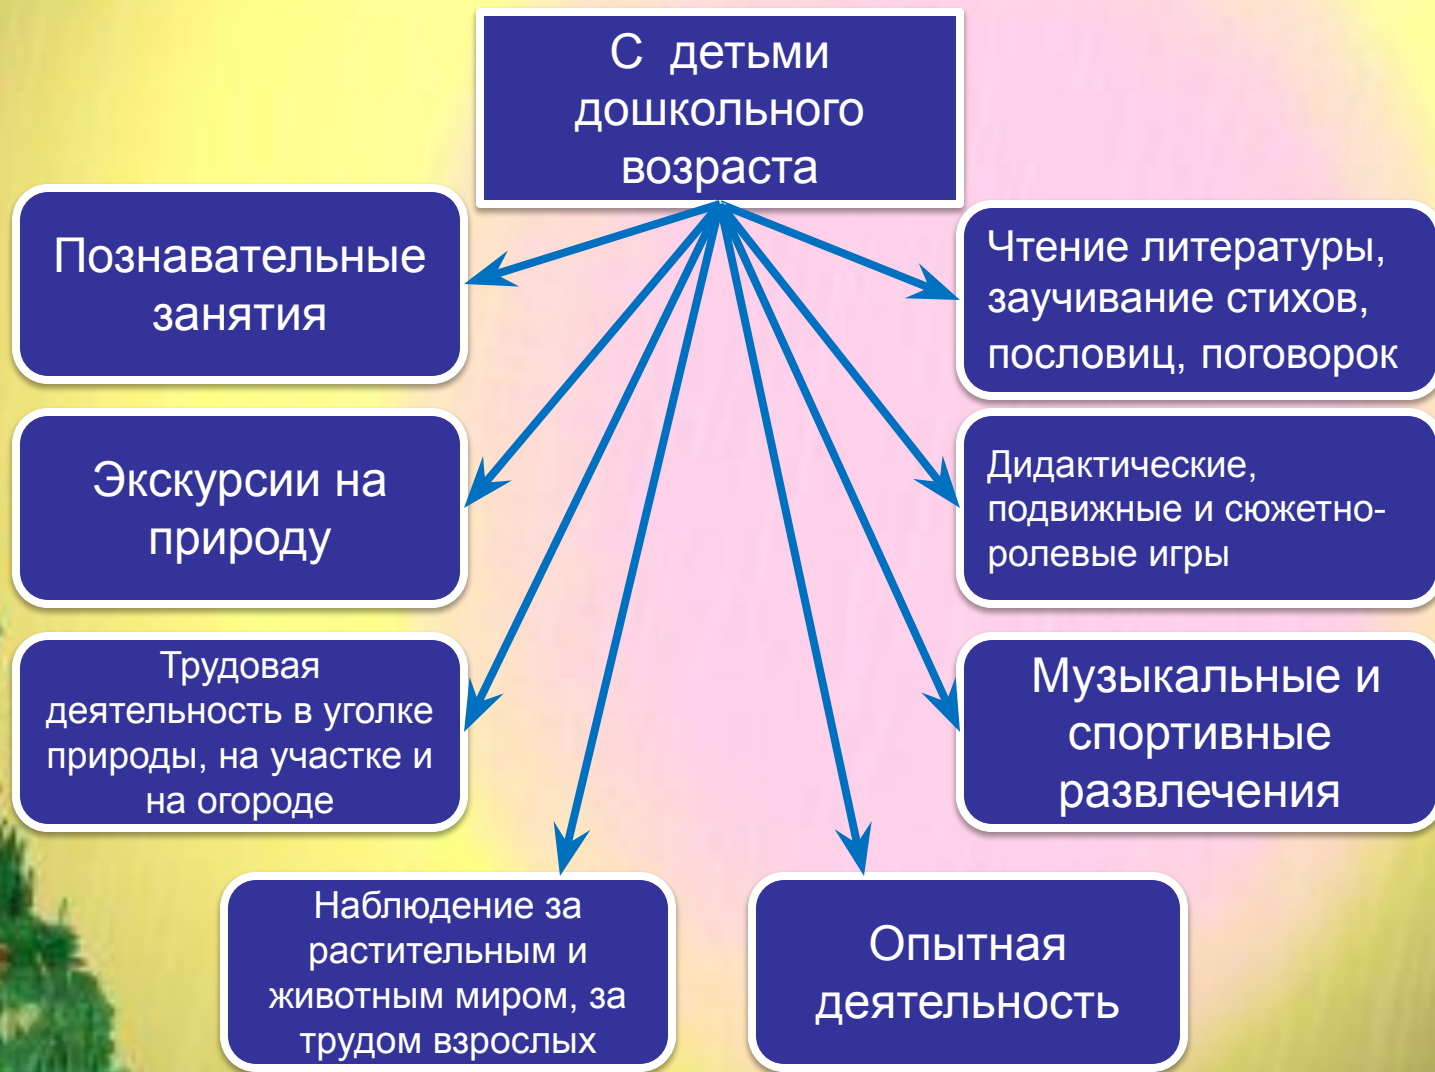 С детьми
дошкольного
возраста
Познавательные
занятия
Экскурсии на
природу
Трудовая
деятельность в уголке
природы, на участке и
на огороде
Наблюдение за
растительным и
животным миром, за
трудом взрослых
Опытная
деятельность
Чтение литературы,
заучивание стихов,
пословиц, поговорок
Дидактические,
подвижные и сюжетно-
ролевые игры
Музыкальные и
спортивные
развлечения